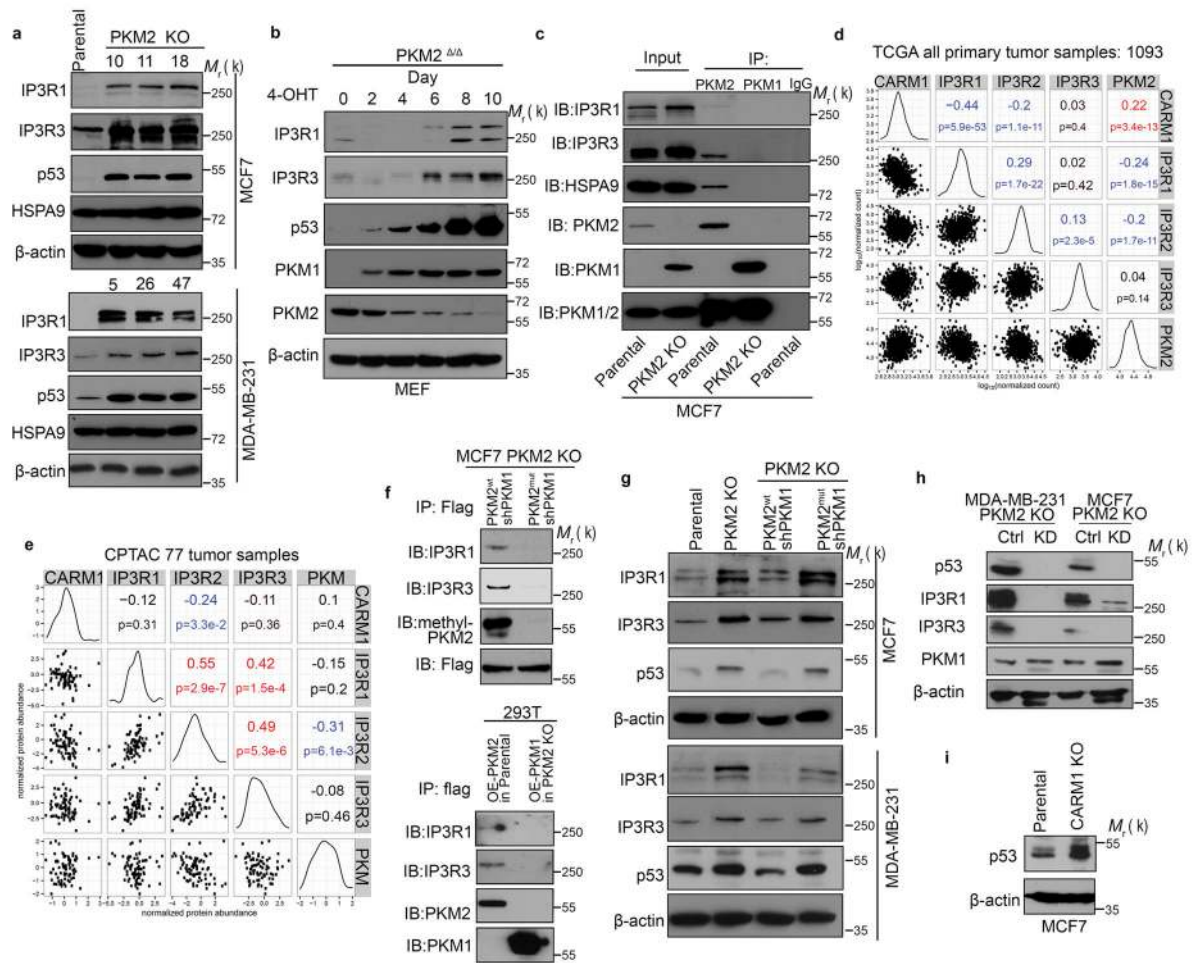 a
Parental
PKM2 KO
10 11 18 Mr(k)
IP3R1
250
IP3R3
250
p53
55
HSPA9
72
β-actin
35
MCF7
5 26 47
IP3R1
250
IP3R3
250
p53
55
HSPA9
72
β-actin
35
MDA-MB-231
b
PKM2 Δ/Δ
Day
4-OHT 0 2 4 6 8 10 Mr(k)
IP3R1
250
IP3R3
250
p53
55
PKM1
72
55
PKM2
72
55
β-actin
35
MEF
c
Input IP:
PKM2 PKM1 IgG
Mr(k)
IB:IP3R1
250
IB:IP3R3
250
IB:HSPA9
72
IB: PKM2
72
55
IB:PKM1
72
55
IB:PKM1/2
72
55
Parental
PKM2 KO
Parental
PKM2 KO
Parental
MCF7
d
TCGA all primary tumor samples: 1093
CARM1 IP3R1 IP3R2 IP3R3 PKM2
−0.44 -0.2 0.03 0.22
p=5.9e-53 p=1.1e-11 p=0.4 p=3.4e-13
CARM1
0.29 0.02 -0.24
p=1.7e-22 p=0.42 p=1.8e-15
IP3R1
0.13 -0.2
p=2.3e-5 p=1.7e-11
IP3R2
0.04
p=0.14
IP3R3
PKM2
log10(normalized count)
log10(normalized count)
e
CPTAC 77 tumor samples
CARM1 IP3R1 IP3R2 IP3R3 PKM
−0.12 -0.24 -0.11 0.1
p=0.31 p=3.3e-2 p=0.36 p=0.4
CARM1
0.55 0.42 -0.15
p=2.9e-7 p=1.5e-4 p=0.2
IP3R1
0.49 -0.31
p=5.3e-6 p=6.1e-3
IP3R2
-0.08
p=0.46
IP3R3
PKM
normalized protein abundance
normalized protein abundance
f
MCF7 PKM2 KO
IP: Flag
PKM2wt shPKM1
PKM2mut shPKM1
Mr(k)
IB:IP3R1
250
IB:IP3R3
250
IB:methyl-PKM2
55
IB: Flag
55
293T
IP: flag
OE-PKM2 in Parental
OE-PKM1 in PKM2 KO
IB:IP3R1
250
IB:IP3R3
250
IB:PKM2
55
IB:PKM1
55
g
PKM2 KO
Parental
PKM2 KO
PKM2wt shPKM1
PKM2mut shPKM1
Mr(k)
IP3R1
250
IP3R3
250
p53
55
β-actin
35
MCF7
IP3R1
250
IP3R3
250
p53
55
β-actin
35
MDA-MB-231
h
MDA-MB-231 MCF7
PKM2 KO PKM2 KO
Ctrl KD Ctrl KD Mr(k)
p53
55
IP3R1
250
IP3R3
250
PKM1
55
β-actin
35
i
Parental
CARM1 KO
Mr(k)
p53
55
β-actin
35
MCF7